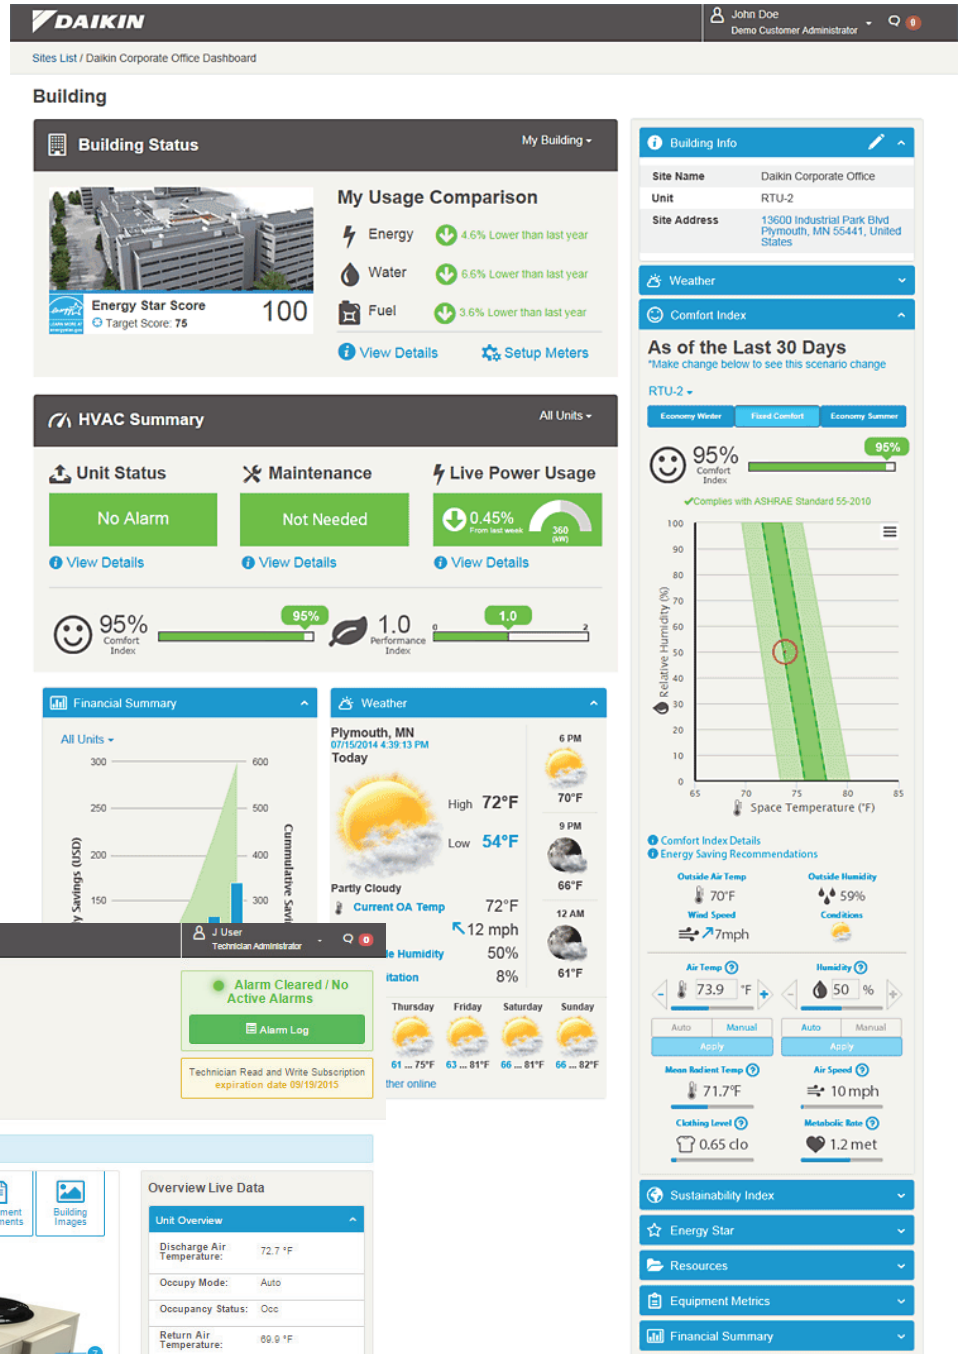 DAIKIN
John Doe
Demo Customer Administrator
0
Sites List / Daikin Corporate Office Dashboard
Building
Building Status
My Building
My Usage Comparison
Energy
4.6% Lower than last year
Water
6.6% Lower than last year
Fuel
3.6% Lower than last year
Energy Star Score
Target Score: 75
100
View Details
Setup Meters
HVAC Summary
All Units
Unit Status
Maintenance
Live Power Usage
No Alarm
Not Needed
0.45%
From last week
360
(kW)
View Details
View Details
View Details
95%
Comfort
Index
95%
1.0
Performance
Index
0
1.0
2
Financial Summary
All Units
300
600
250
500
200
400
150
300
y Savings (USD)
Cummulative Savi
Weather
Plymouth, MN
07/15/2014 4:39:13 PM
Today
High 72°F
Low 54°F
Partly Cloudy
Current OA Temp 72°F
12 mph
le Humidity 50%
itation 8%
6 PM
70°F
9 PM
66°F
12 AM
61°F
Thursday Friday Saturday Sunday
61 ... 75°F 63 ... 81°F 66 ... 81°F 66 ... 82°F
ther online
J User
Technician Administrator
0
Alarm Cleared / No
Active Alarms
Alarm Log
Technician Read and Write Subscription
expiration date 09/19/2015
ment
ments
Building
Images
7
Overview Live Data
Unit Overview
Discharge Air
Temperature: 72.7 °F
Occupy Mode: Auto
Occupancy Status: Occ
Return Air
Temperature: 69.9 °F
Building Info
Site Name Daikin Corporate Office
Unit RTU-2
Site Address 13600 Industrial Park Blvd
Plymouth, MN 55441, United
States
Weather
Comfort Index
As of the Last 30 Days
*Make change below to see this scenario change
RTU-2
Economy Winter
Fixed Comfort
Economy Summer
95%
Comfort
Index
95%
Complies with ASHRAE Standard 55-2010
100
90
80
70
60
50
40
30
20
10
0
Relative Humidity (%)
65 70 75 80 85
Space Temperature (°F)
Comfort Index Details
Energy Saving Recommendations
Outside Air Temp
Outside Humidity
70°F
59%
Wind Speed
Conditions
7mph
Air Temp ?
Humidity ?
- 73.9 °F +
- 50 % +
Auto Manual
Auto Manual
Apply
Apply
Mean Radient Temp ?
Air Speed ?
71.7°F
10 mph
Clothing Level ?
Metabolic Rate ?
0.65 clo
1.2 met
Sustainability Index
Energy Star
Resources
Equipment Metrics
Financial Summary